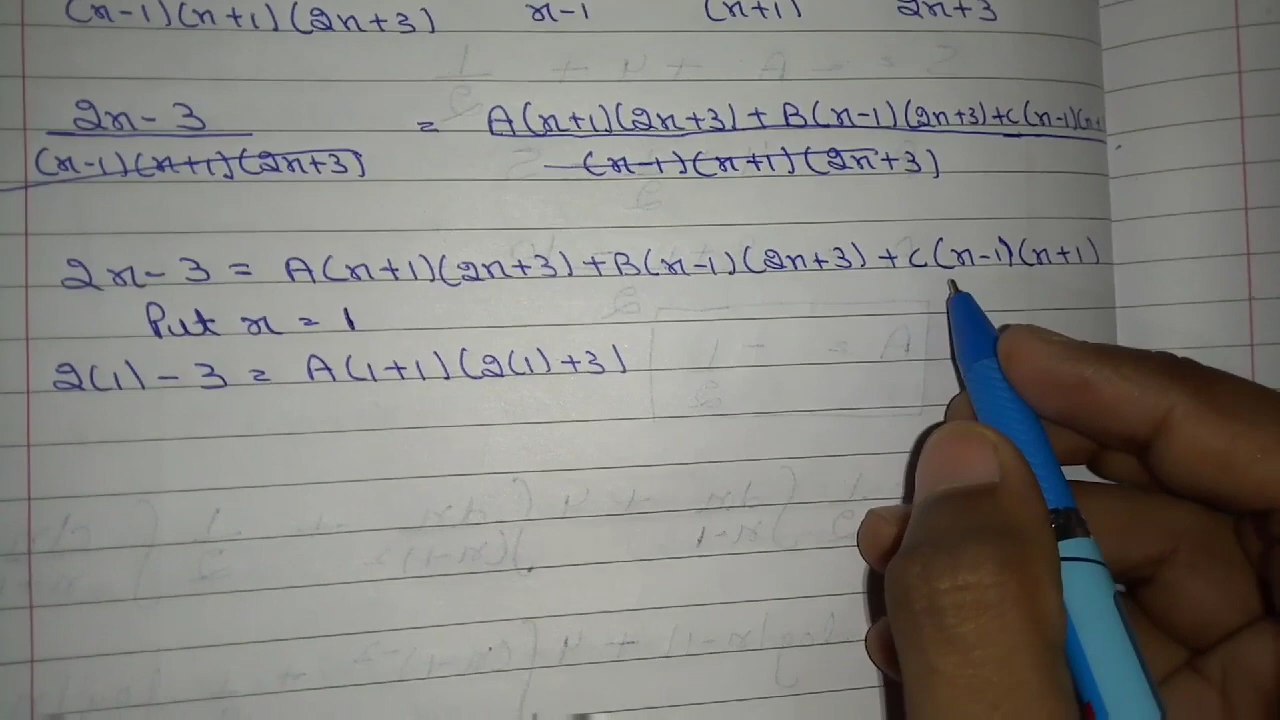 (x-1)(x+1)(2x+3) x-1 (x+1) 2x+3
2x-3 = A(x+1)(2x+3)+B(x-1)(2x+3)+C(x-1)(x+
(x-1)(x+1)(2x+3) (x-1)(x+1)(2x+3)
2x-3 = A(x+1)(2x+3)+B(x-1)(2x+3)+C(x-1)(x+1)
Put x = 1
2(1)-3 = A(1+1)(2(1)+3)